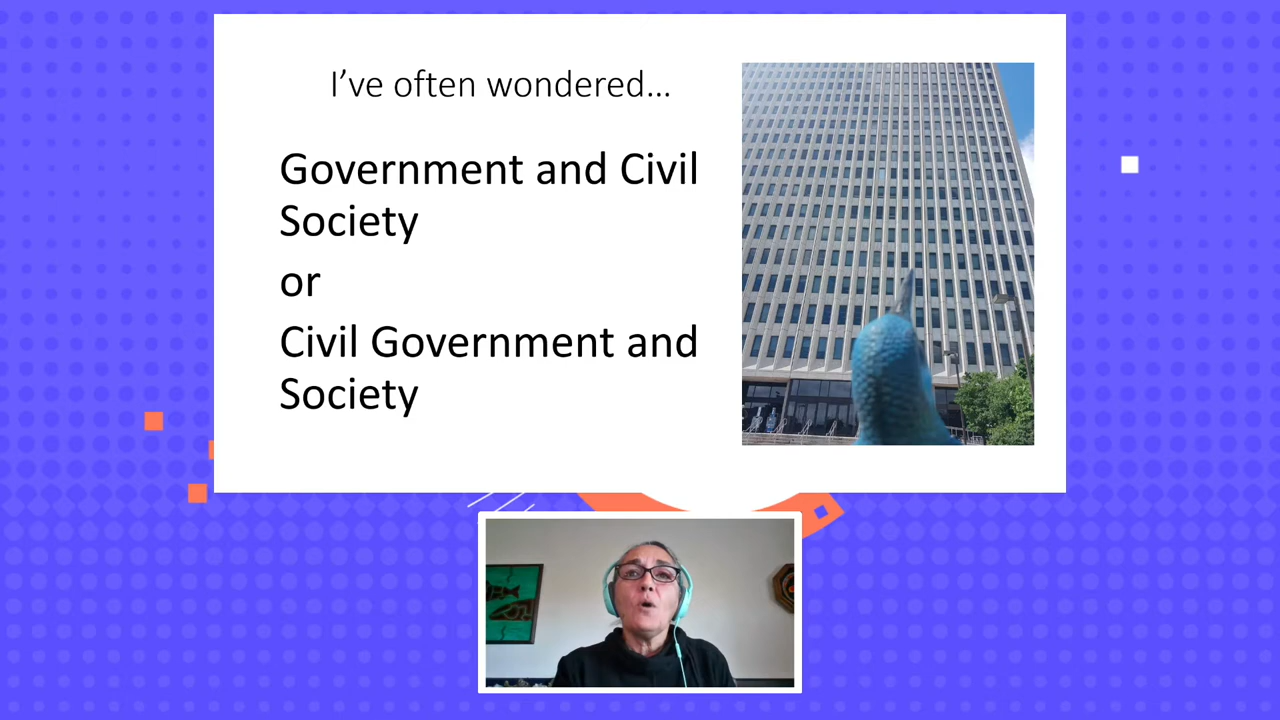 I’ve often wondered...
Government and Civil
Society
or
Civil Government and
Society